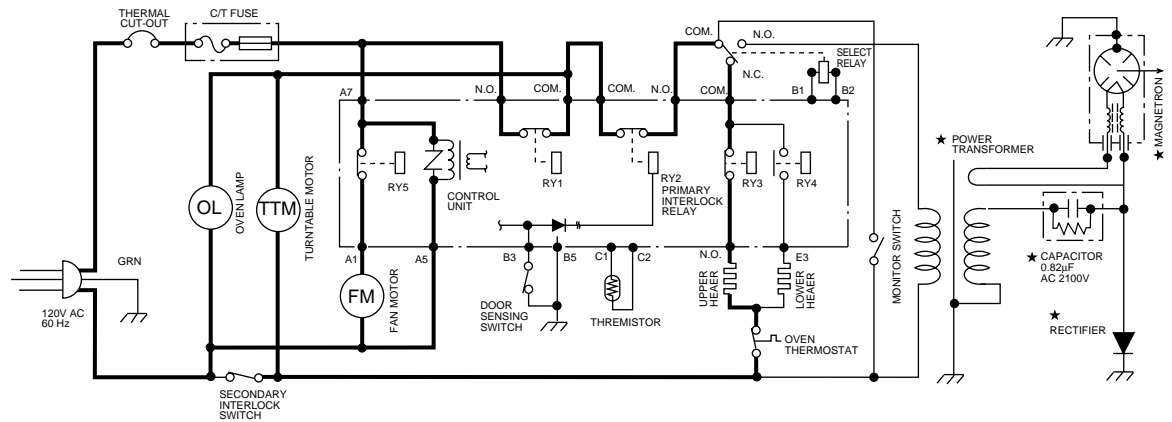 THERMAL
CUT-OUT
C/T FUSE
COM.
N.O.
SELECT
RELAY
N.C.
B1
B2
A7
N.O.
COM.
COM.
N.O.
COM.
★ MAGNETRON
★ POWER
TRANSFORMER
RY5
CONTROL
UNIT
RY1
RY2
PRIMARY
INTERLOCK
RELAY
RY3
RY4
OL
OVEN LAMP
TTM
TURNTABLE MOTOR
A1
A5
B3
B5
C1
C2
N.O.
E3
MONITOR SWITCH
GRN
120V AC
60 Hz
FM
FAN MOTOR
DOOR
SENSING
SWITCH
THREMISTOR
UPPER
HEAER
LOWER
HEAER
OVEN
THERMOSTAT
★ CAPACITOR
0.82µF
AC 2100V
★
RECTIFIER
SECONDARY
INTERLOCK
SWITCH